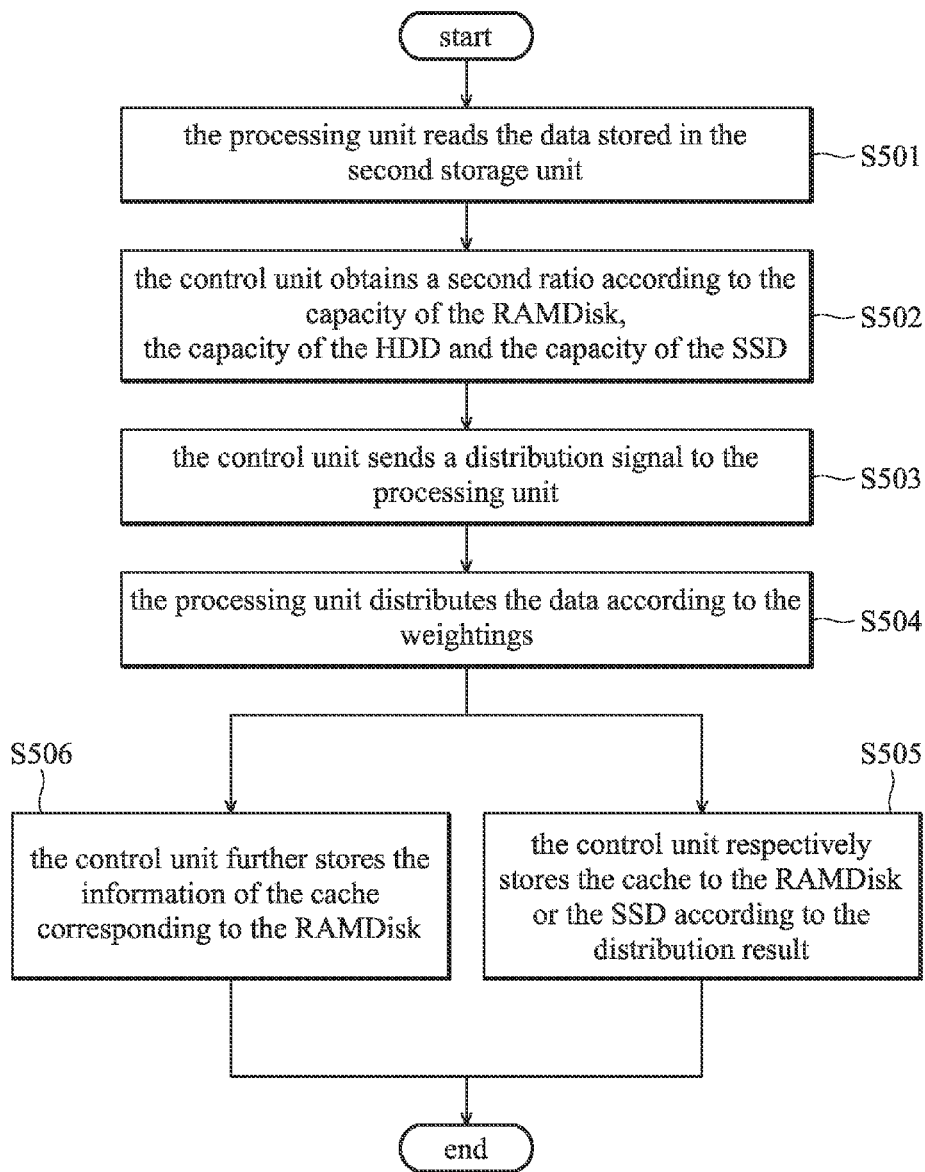 start
the processing unit reads the data stored in the
second storage unit
S501
the control unit obtains a second ratio according to the
capacity of the RAMDisk,
the capacity of the HDD and the capacity of the SSD
S502
the control unit sends a distribution signal to the
processing unit
S503
the processing unit distributes the data according to the
weightings
S504
S506
the control unit further stores the
information of the cache
corresponding to the RAMDisk
S505
the control unit respectively
stores the cache to the RAMDisk
or the SSD according to the
distribution result
end